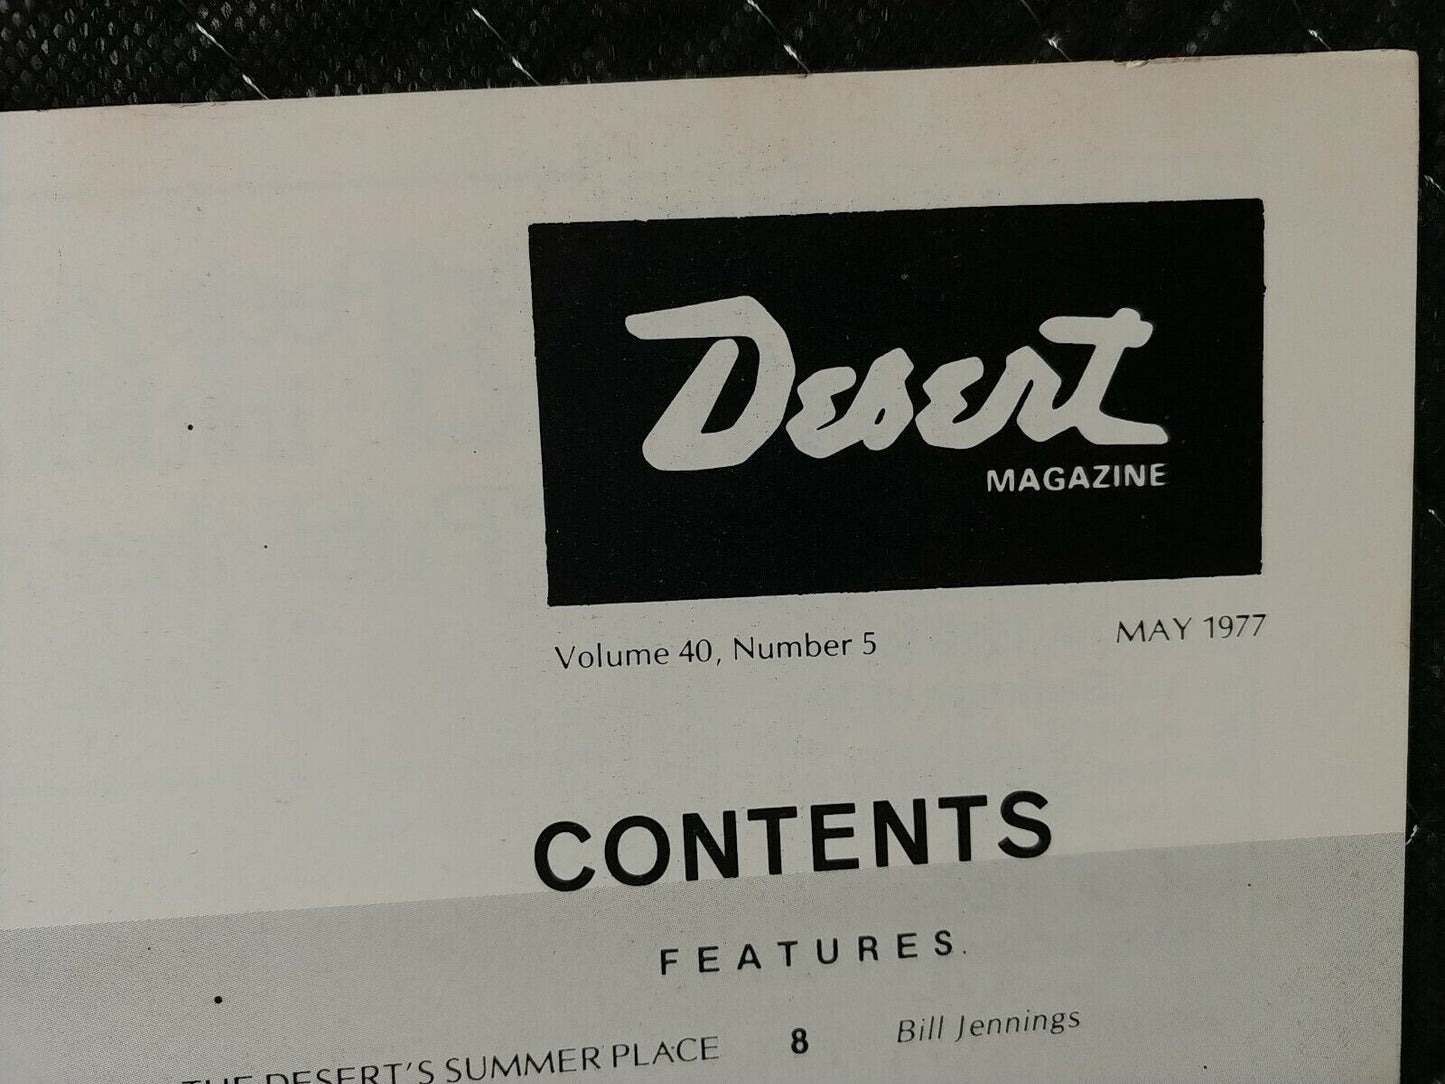 Desert
MAGAZINE
Volume 40, Number 5 MAY 1977
CONTENTS
FEATURES
THE DESERT'S SUMMER PLACE 8 Bill Jennings